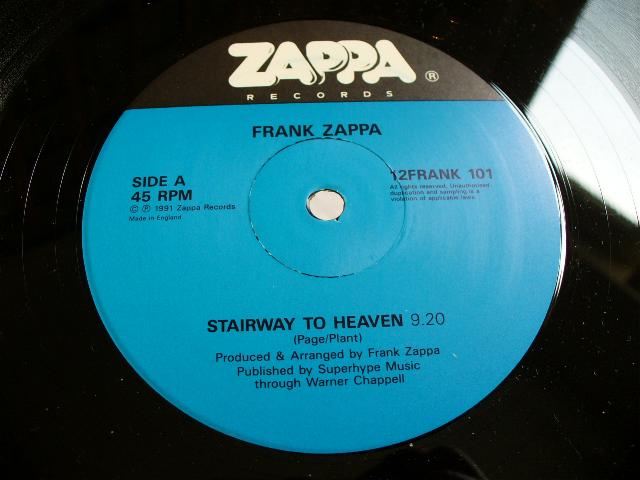 ZAPPA ®
RECORDS
FRANK ZAPPA
SIDE A
45 RPM
© ℗ 1991 Zappa Records
Made in England
12FRANK 101
All rights reserved. Unauthorised
duplication and sampling is a
violation of applicable laws
STAIRWAY TO HEAVEN 9.20
(Page/Plant)
Produced & Arranged by Frank Zappa
Published by Superhype Music
through Warner Chappell